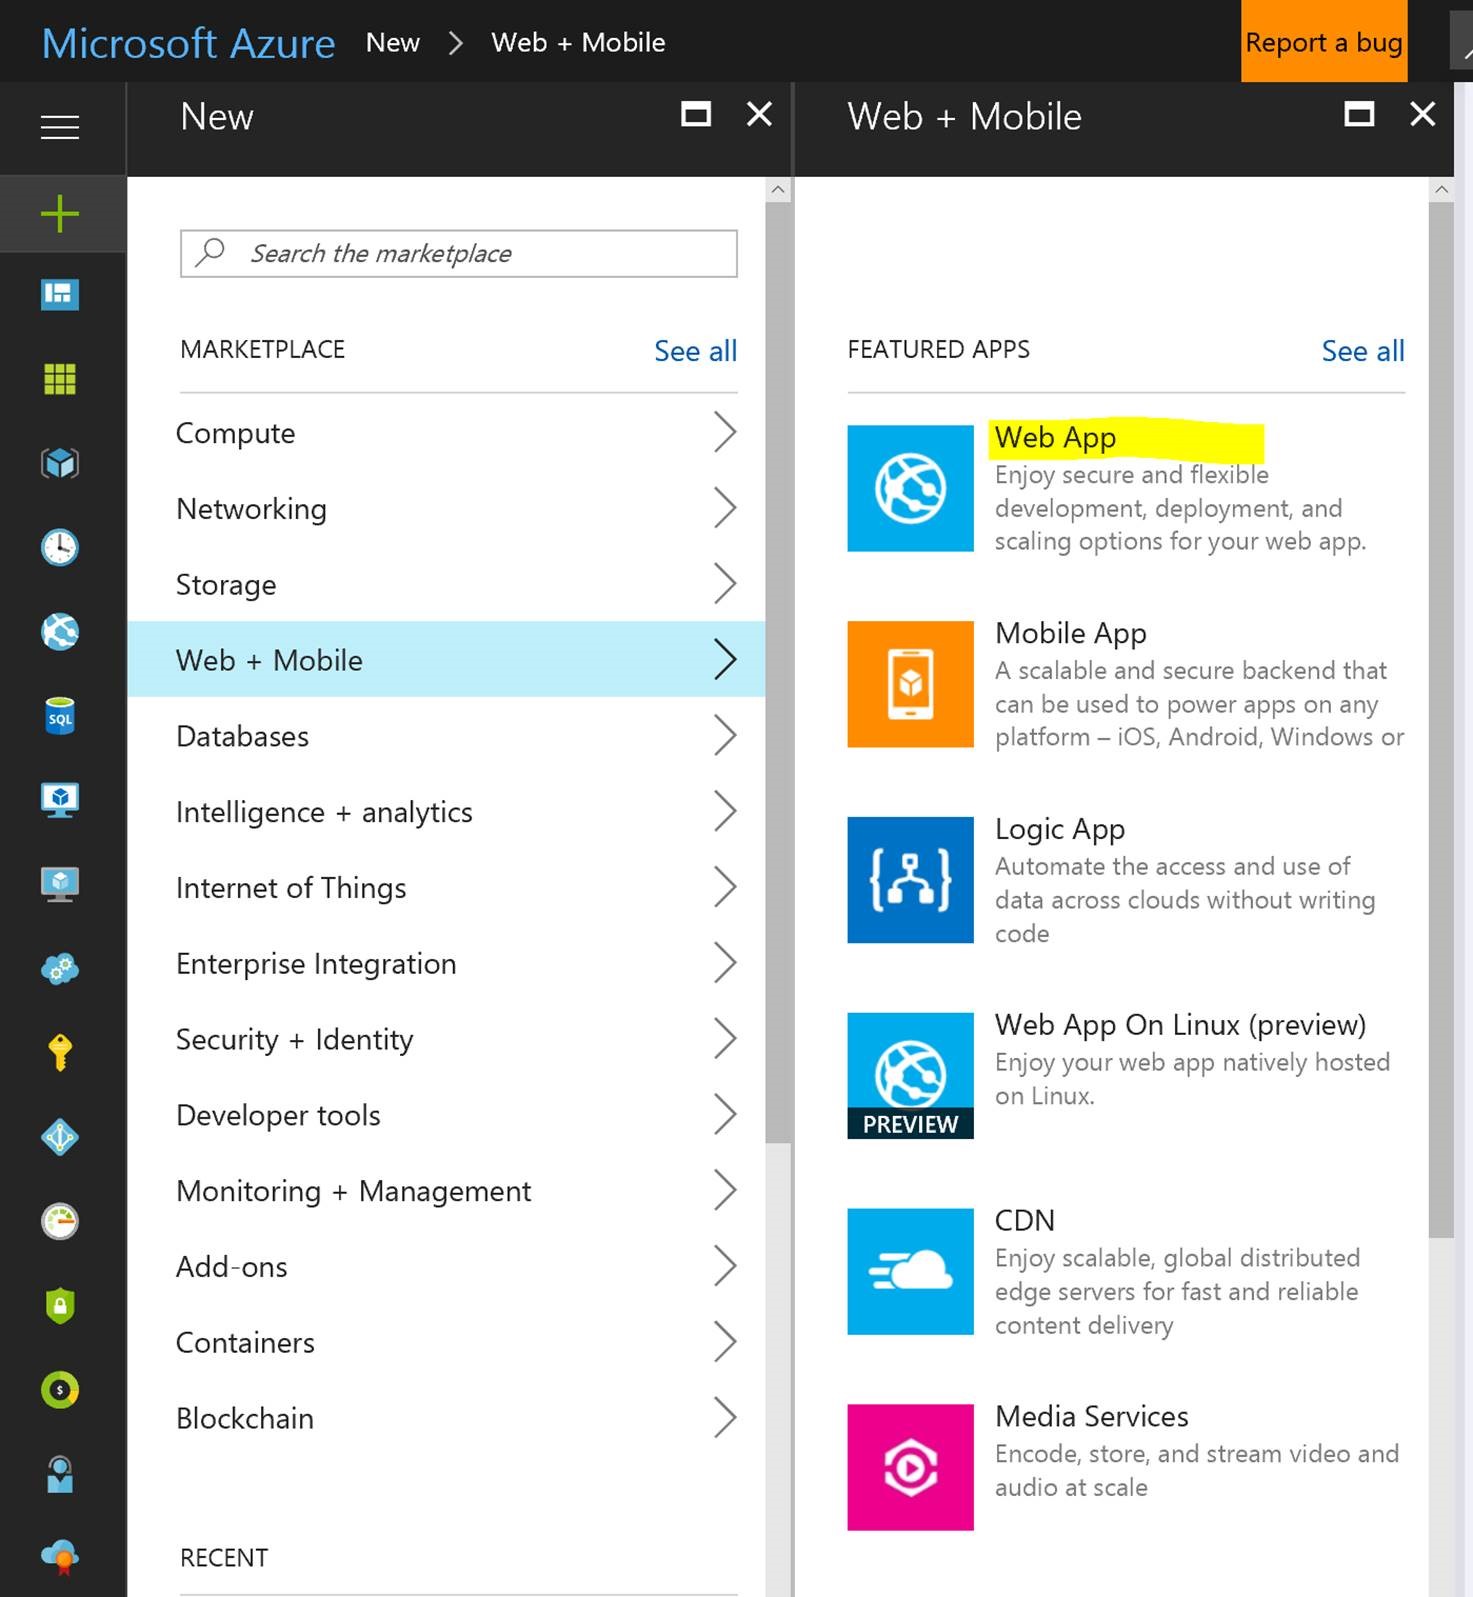 Microsoft Azure New > Web + Mobile Report a bug
New
Search the marketplace
MARKETPLACE See all
Compute
Networking
Storage
Web + Mobile
Databases
Intelligence + analytics
Internet of Things
Enterprise Integration
Security + Identity
Developer tools
Monitoring + Management
Add-ons
Containers
Blockchain
RECENT
SQL
$
Web + Mobile
FEATURED APPS See all
Web App
Enjoy secure and flexible
development, deployment, and
scaling options for your web app.
Mobile App
A scalable and secure backend that
can be used to power apps on any
platform – iOS, Android, Windows or
Logic App
Automate the access and use of
data across clouds without writing
code
Web App On Linux (preview)
Enjoy your web app natively hosted
on Linux.
PREVIEW
CDN
Enjoy scalable, global distributed
edge servers for fast and reliable
content delivery
Media Services
Encode, store, and stream video and
audio at scale